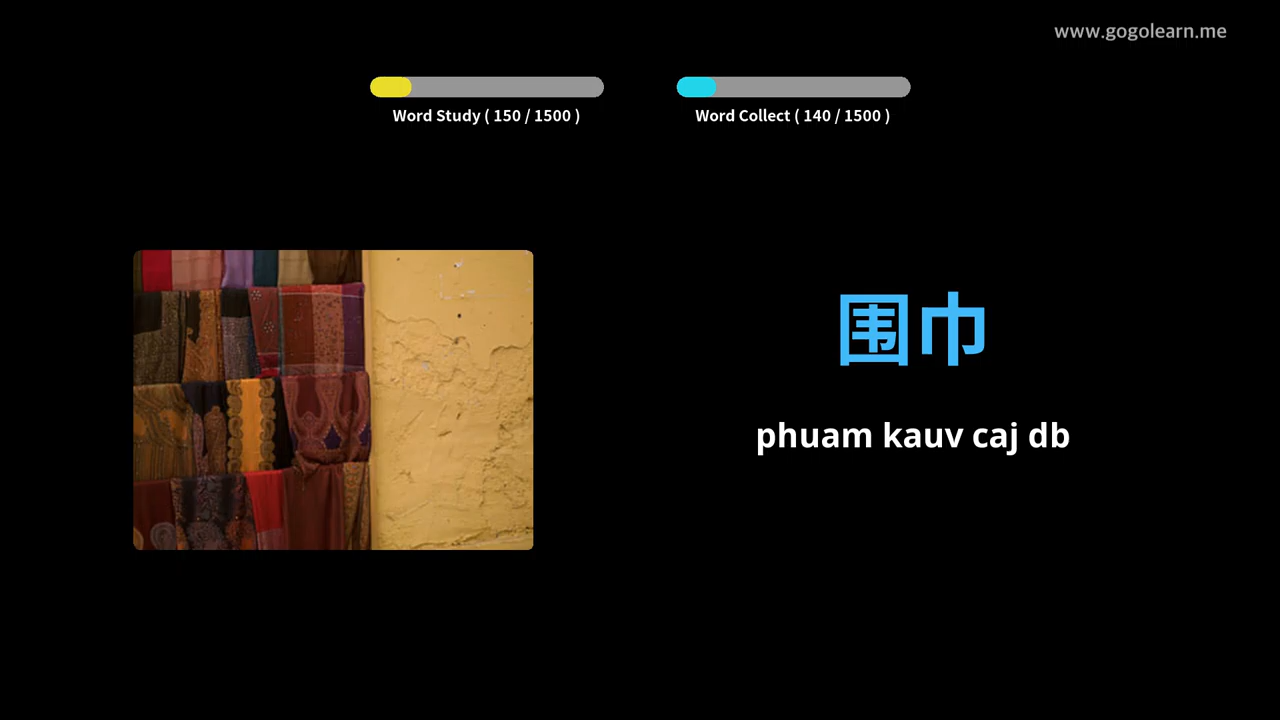 www.gogolearn.me
Word Study ( 150 / 1500 )
Word Collect ( 140 / 1500 )
围巾
phuam kauv caj db